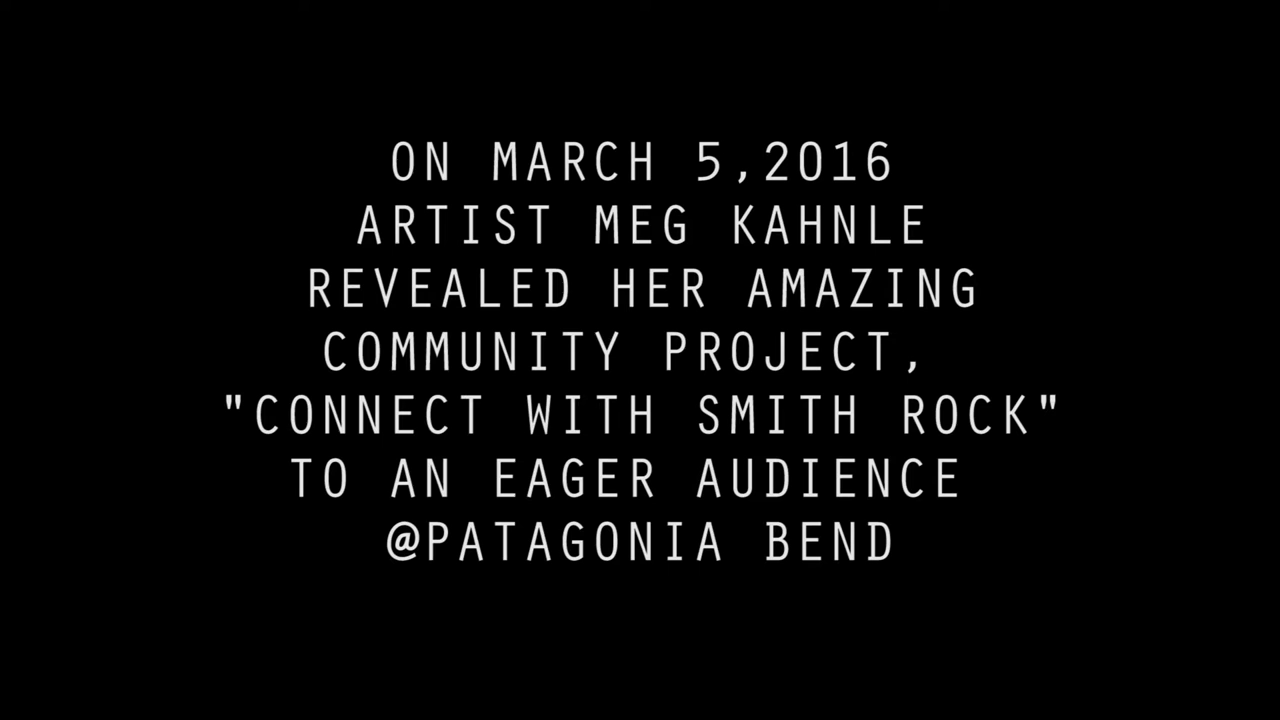 ON MARCH 5,2016
ARTIST MEG KAHNLE
REVEALED HER AMAZING
COMMUNITY PROJECT,
"CONNECT WITH SMITH ROCK"
TO AN EAGER AUDIENCE
@PATAGONIA BEND